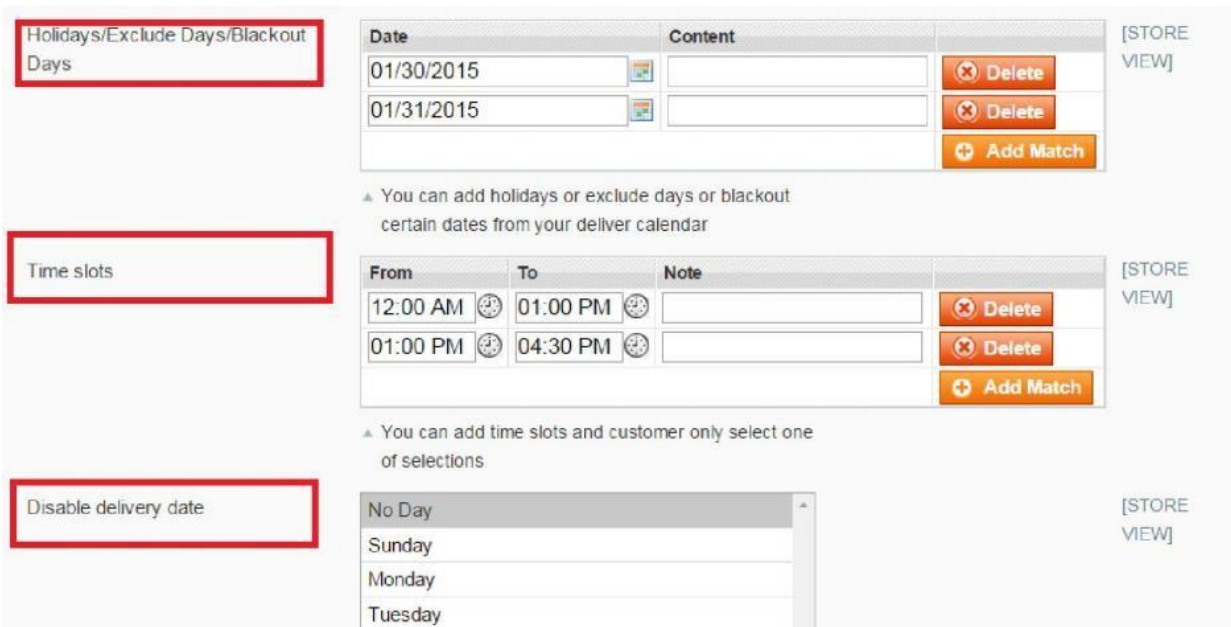 Holidays/Exclude Days/Blackout
Days
Date Content
[STORE
VIEW]
01/30/2015 Delete
01/31/2015 Delete
Add Match
You can add holidays or exclude days or blackout
certain dates from your deliver calendar
Time slots
From To Note
[STORE
VIEW]
12:00 AM 01:00 PM Delete
01:00 PM 04:30 PM Delete
Add Match
You can add time slots and customer only select one
of selections
Disable delivery date
No Day
Sunday
Monday
Tuesday
[STORE
VIEW]